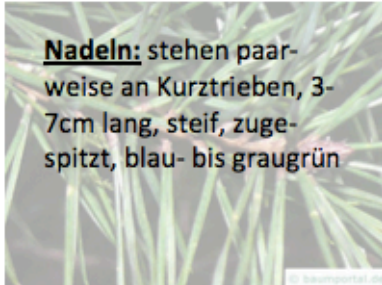 Nadeln: stehen paar-
weise an Kurztrieben, 3-
7cm lang, steif, zuge-
spitzt, blau- bis graugrün
© baumportal.de